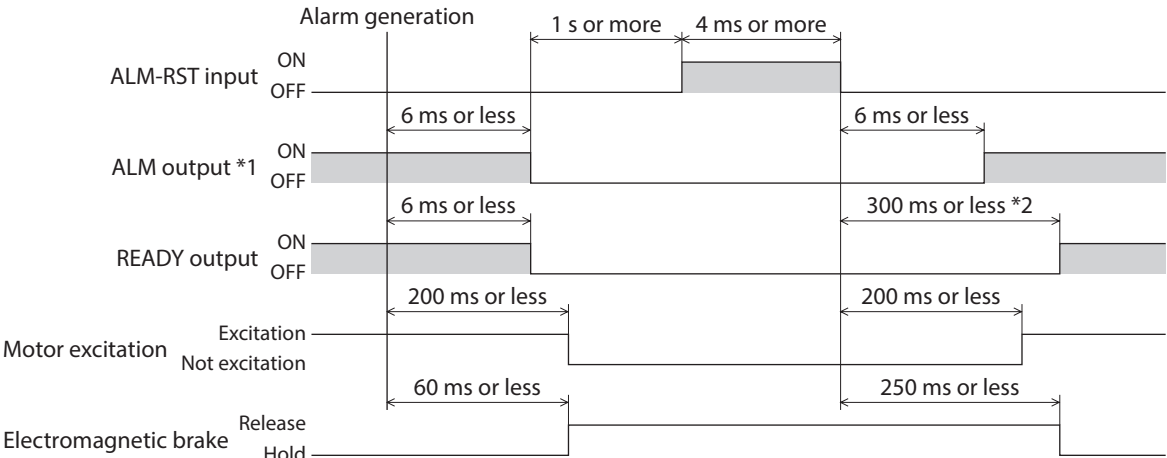 Alarm generation
1 s or more
4 ms or more
ALM-RST input
ON
OFF
6 ms or less
6 ms or less
ALM output *1
ON
OFF
6 ms or less
300 ms or less *2
READY output
ON
OFF
200 ms or less
200 ms or less
Motor excitation
Excitation
Not excitation
60 ms or less
250 ms or less
Electromagnetic brake
Release
Hold